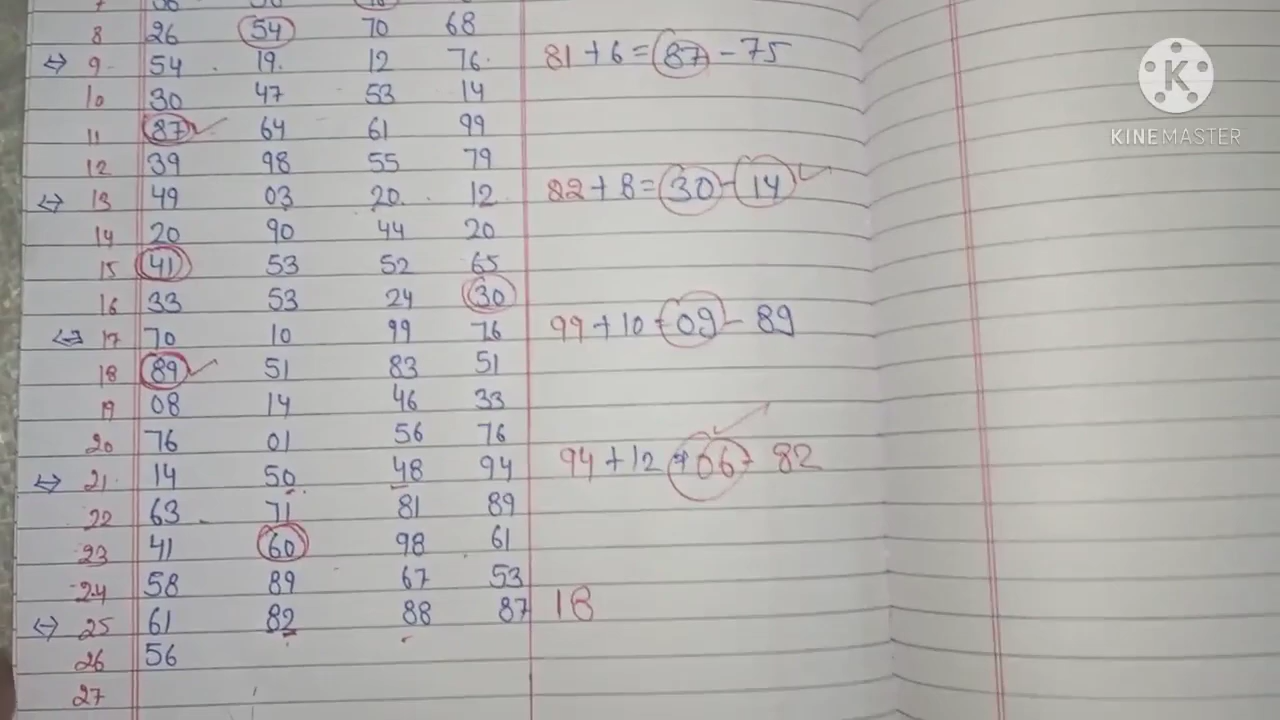 8 26 54 70 68
⇔ 9 54 19 12 76 81+6=87-75
10 30 47 53 14
11 87 64 61 99
12 39 98 55 79
⇔ 13 49 03 20 12 82+8=30-14
14 20 90 44 20
15 41 53 52 65
16 33 53 24 30
⇔ 17 70 10 99 76 99+10-09-89
18 89 51 83 51
19 08 14 46 33
20 76 01 56 76
⇔ 21 14 50 48 94 94+12 06-82
22 63 71 81 89
23 41 60 98 61
24 58 89 67 53
⇔ 25 61 82 88 87 18
26 56
27
K
KINEMASTER